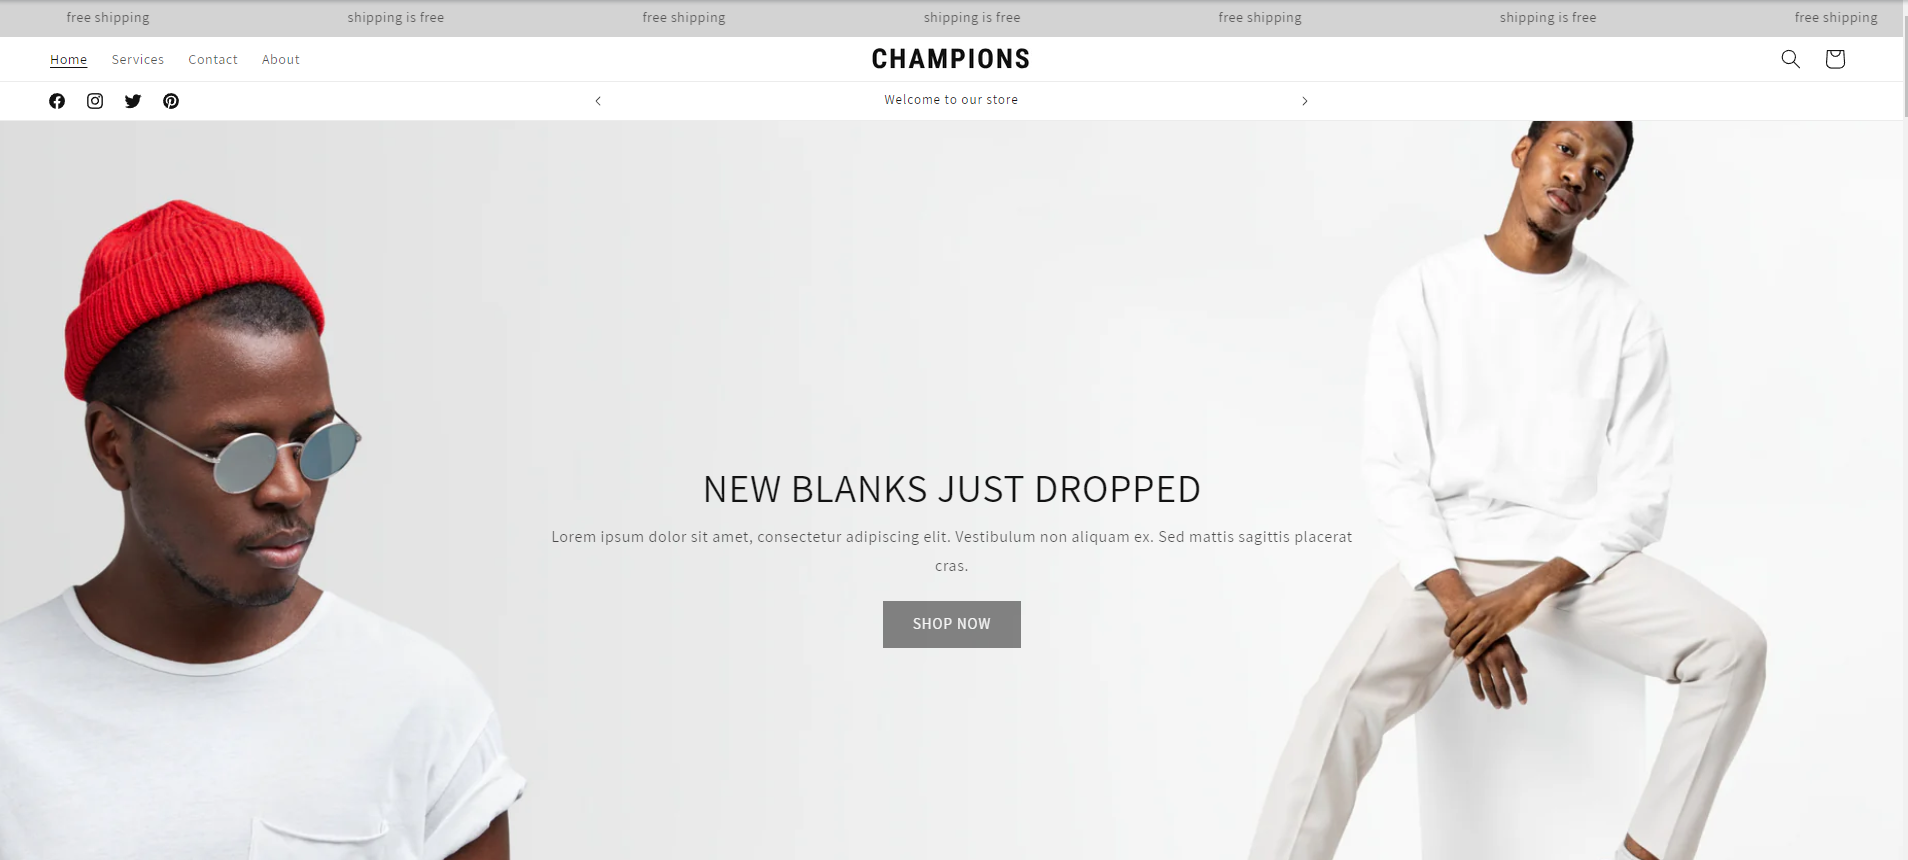 free shipping shipping is free free shipping shipping is free free shipping shipping is free free shipping
Home Services Contact About CHAMPIONS
Welcome to our store
NEW BLANKS JUST DROPPED
Lorem ipsum dolor sit amet, consectetur adipiscing elit. Vestibulum non aliquam ex. Sed mattis sagittis placerat
cras.
SHOP NOW